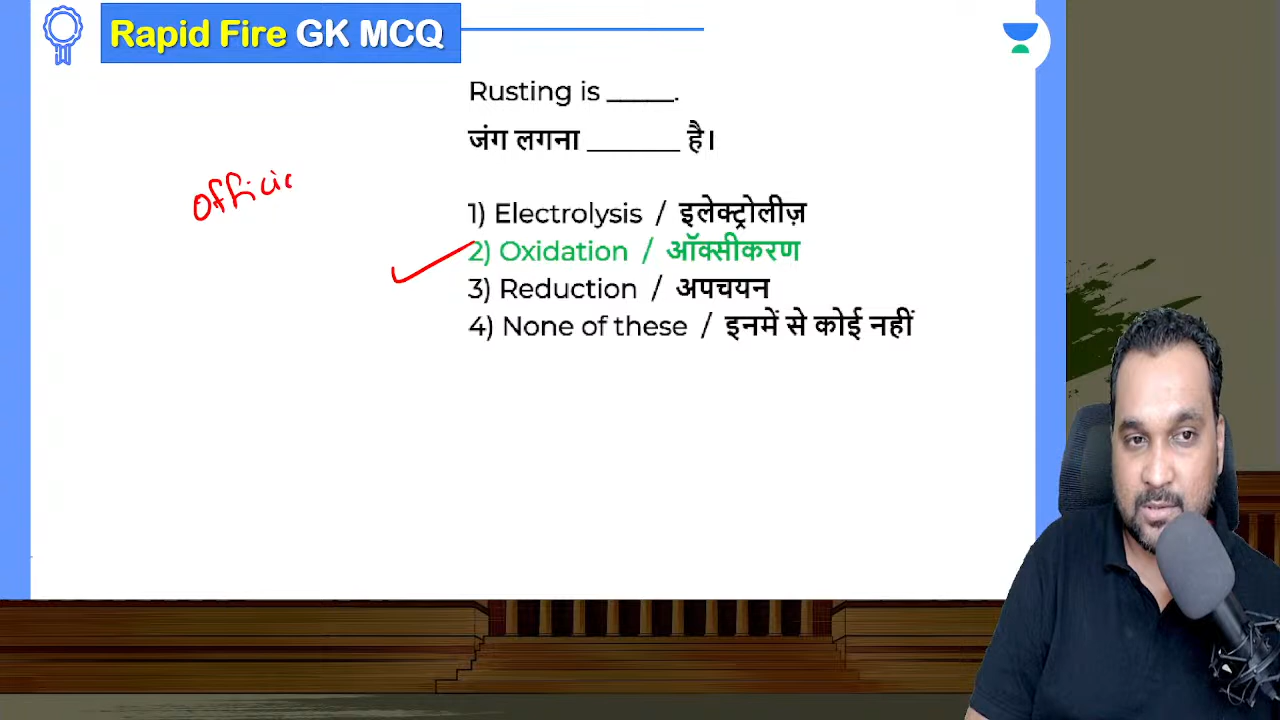 Rapid Fire GK MCQ
Rusting is _____.
जंग लगना _______ है।
Offici
1) Electrolysis / इलेक्ट्रोलीज़
2) Oxidation / ऑक्सीकरण
3) Reduction / अपचयन
4) None of these / इनमें से कोई नहीं